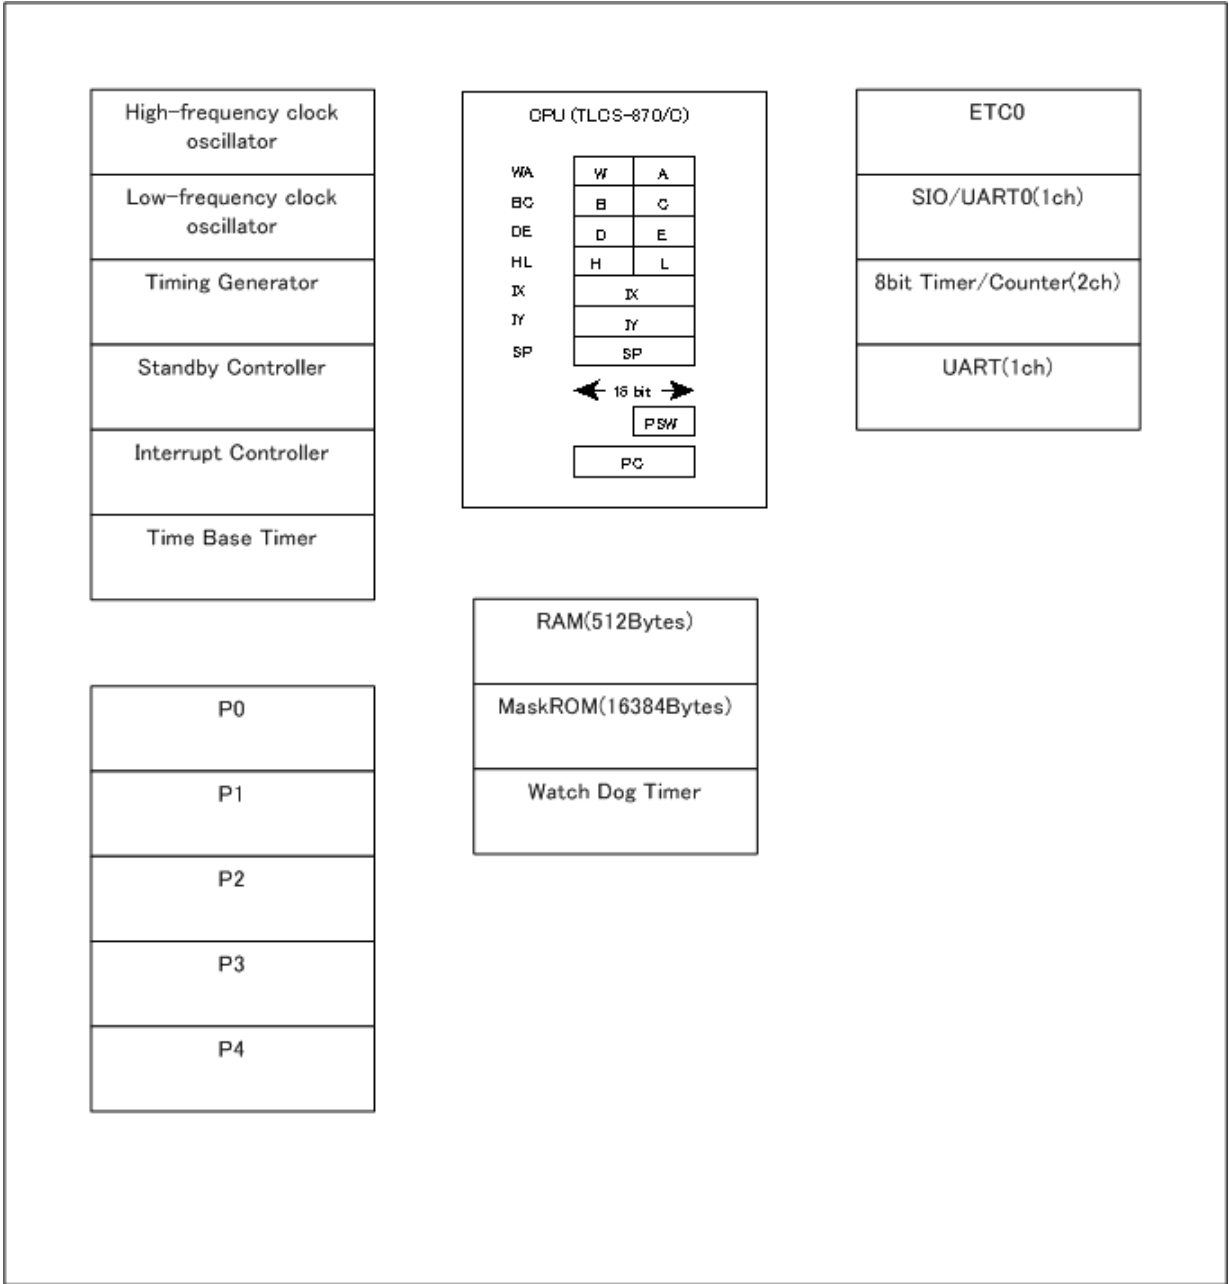 High-frequency clock
oscillator
Low-frequency clock
oscillator
Timing Generator
Standby Controller
Interrupt Controller
Time Base Timer
P0
P1
P2
P3
P4
CPU (TLCS-870/C)
WA W A
BC B C
DE D E
HL H L
IX IX
IY IY
SP SP
16 bit
PSW
PC
RAM(512Bytes)
MaskROM(16384Bytes)
Watch Dog Timer
ETC0
SIO/UART0(1ch)
8bit Timer/Counter(2ch)
UART(1ch)